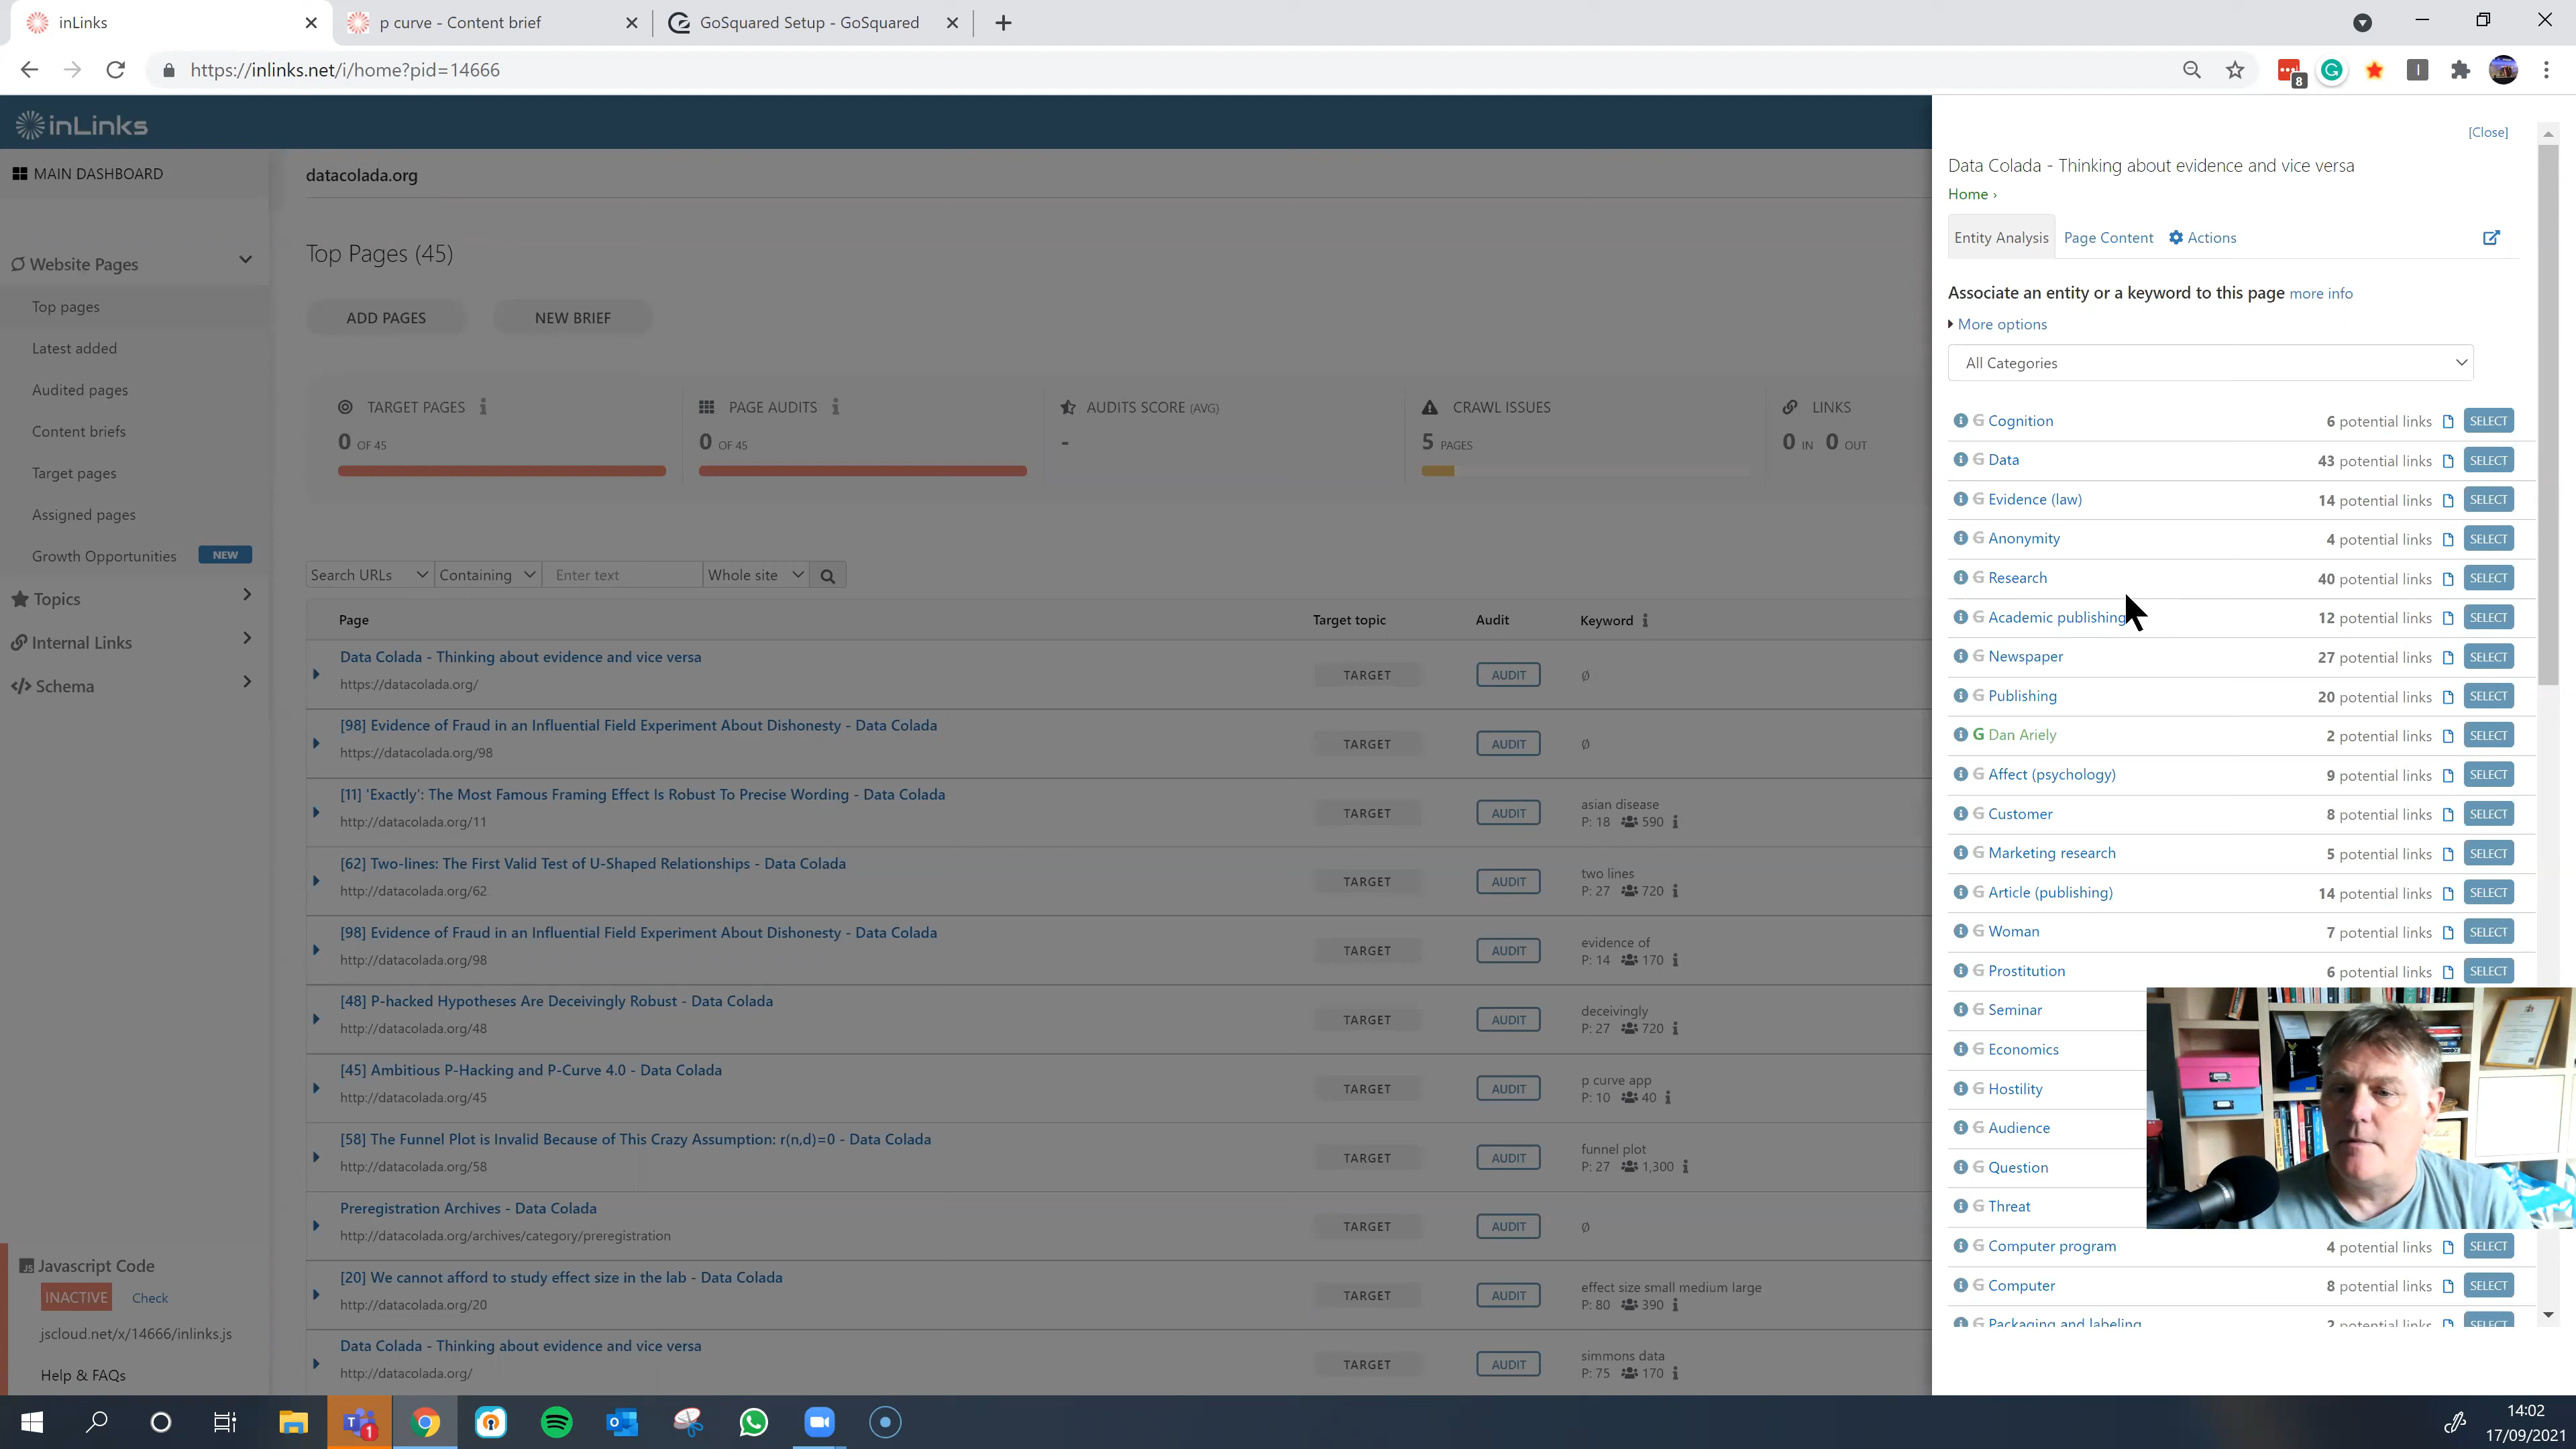 inLinks
p curve - Content brief
GoSquared Setup - GoSquared
https://inlinks.net/i/home?pid=14666
8
inLinks
MAIN DASHBOARD
Website Pages
Top pages
Latest added
Audited pages
Content briefs
Target pages
Assigned pages
Growth Opportunities NEW
Topics
Internal Links
Schema
JS Javascript Code
INACTIVE Check
jscloud.net/x/14666/inlinks.js
Help & FAQs
datacolada.org
Top Pages (45)
ADD PAGES NEW BRIEF
TARGET PAGES
0 OF 45
PAGE AUDITS
0 OF 45
AUDITS SCORE (AVG)
-
CRAWL ISSUES
5 PAGES
LINKS
0 IN 0 OUT
Search URLs Containing Enter text Whole site
Page Target topic Audit Keyword
Data Colada - Thinking about evidence and vice versa
https://datacolada.org/
TARGET AUDIT ∅
[98] Evidence of Fraud in an Influential Field Experiment About Dishonesty - Data Colada
https://datacolada.org/98
TARGET AUDIT ∅
[11] 'Exactly': The Most Famous Framing Effect Is Robust To Precise Wording - Data Colada
http://datacolada.org/11
TARGET AUDIT
asian disease
P: 18 590
[62] Two-lines: The First Valid Test of U-Shaped Relationships - Data Colada
http://datacolada.org/62
TARGET AUDIT
two lines
P: 27 720
[98] Evidence of Fraud in an Influential Field Experiment About Dishonesty - Data Colada
http://datacolada.org/98
TARGET AUDIT
evidence of
P: 14 170
[48] P-hacked Hypotheses Are Deceivingly Robust - Data Colada
http://datacolada.org/48
TARGET AUDIT
deceivingly
P: 27 720
[45] Ambitious P-Hacking and P-Curve 4.0 - Data Colada
http://datacolada.org/45
TARGET AUDIT
p curve app
P: 10 40
[58] The Funnel Plot is Invalid Because of This Crazy Assumption: r(n,d)=0 - Data Colada
http://datacolada.org/58
TARGET AUDIT
funnel plot
P: 27 1,300
Preregistration Archives - Data Colada
http://datacolada.org/archives/category/preregistration
TARGET AUDIT ∅
[20] We cannot afford to study effect size in the lab - Data Colada
http://datacolada.org/20
TARGET AUDIT
effect size small medium large
P: 80 390
Data Colada - Thinking about evidence and vice versa
http://datacolada.org/
TARGET AUDIT
simmons data
P: 75 170
[Close]
Data Colada - Thinking about evidence and vice versa
Home ›
Entity Analysis Page Content Actions
Associate an entity or a keyword to this page more info
More options
All Categories
G Cognition 6 potential links SELECT
G Data 43 potential links SELECT
G Evidence (law) 14 potential links SELECT
G Anonymity 4 potential links SELECT
G Research 40 potential links SELECT
G Academic publishing 12 potential links SELECT
G Newspaper 27 potential links SELECT
G Publishing 20 potential links SELECT
G Dan Ariely 2 potential links SELECT
G Affect (psychology) 9 potential links SELECT
G Customer 8 potential links SELECT
G Marketing research 5 potential links SELECT
G Article (publishing) 14 potential links SELECT
G Woman 7 potential links SELECT
G Prostitution 6 potential links SELECT
G Seminar
G Economics
G Hostility
G Audience
G Question
G Threat
G Computer program 4 potential links SELECT
G Computer 8 potential links SELECT
G Packaging and labeling 2 potential links SELECT
1
14:02
17/09/2021